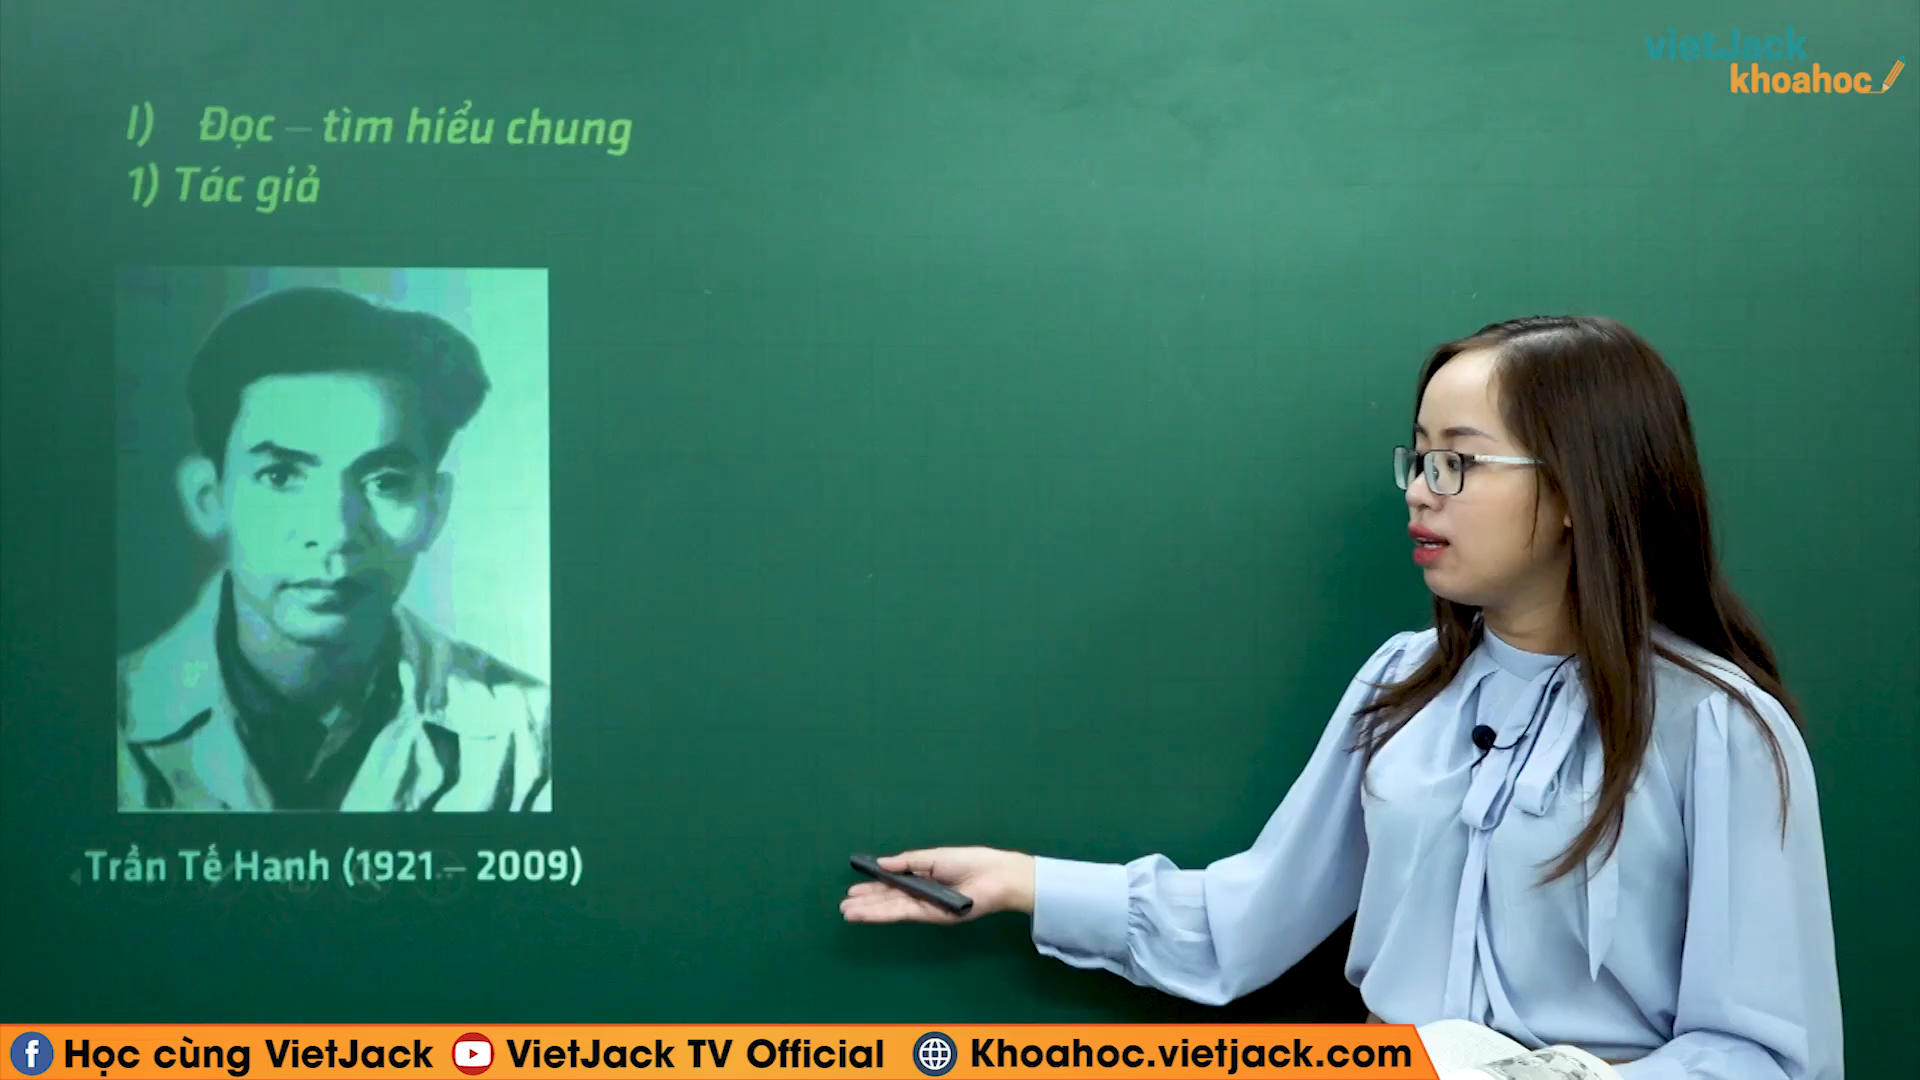 vietJack
khoahoc
I) Đọc – tìm hiểu chung
1) Tác giả
Trần Tế Hanh (1921 – 2009)
Học cùng VietJack VietJack TV Official Khoahoc.vietjack.com